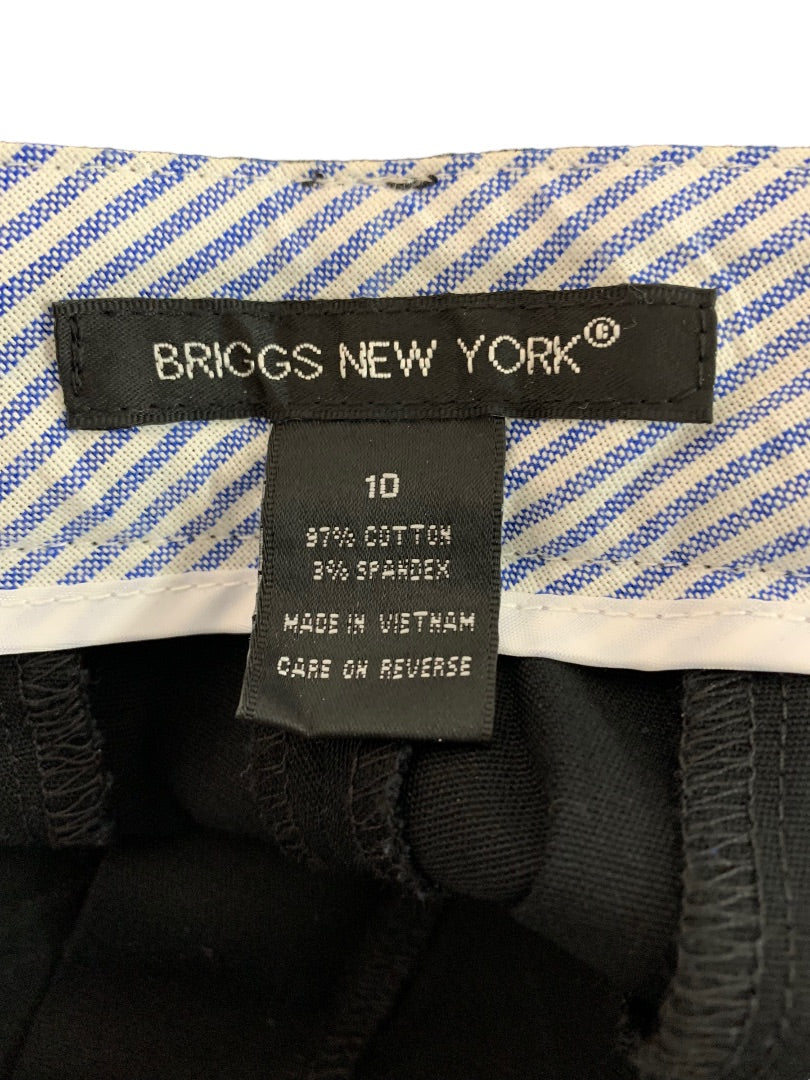 BRIGGS NEW YORK®
10
97% COTTON
3% SPANDEX
MADE IN VIETNAM
CARE ON REVERSE